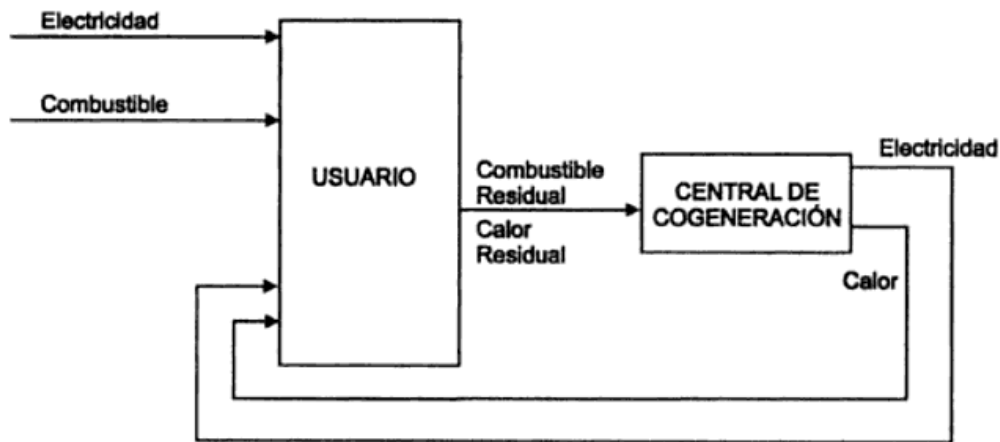 Electricidad
Combustible
USUARIO
Combustible
Residual
Calor
Residual
CENTRAL DE
COGENERACIÓN
Electricidad
Calor